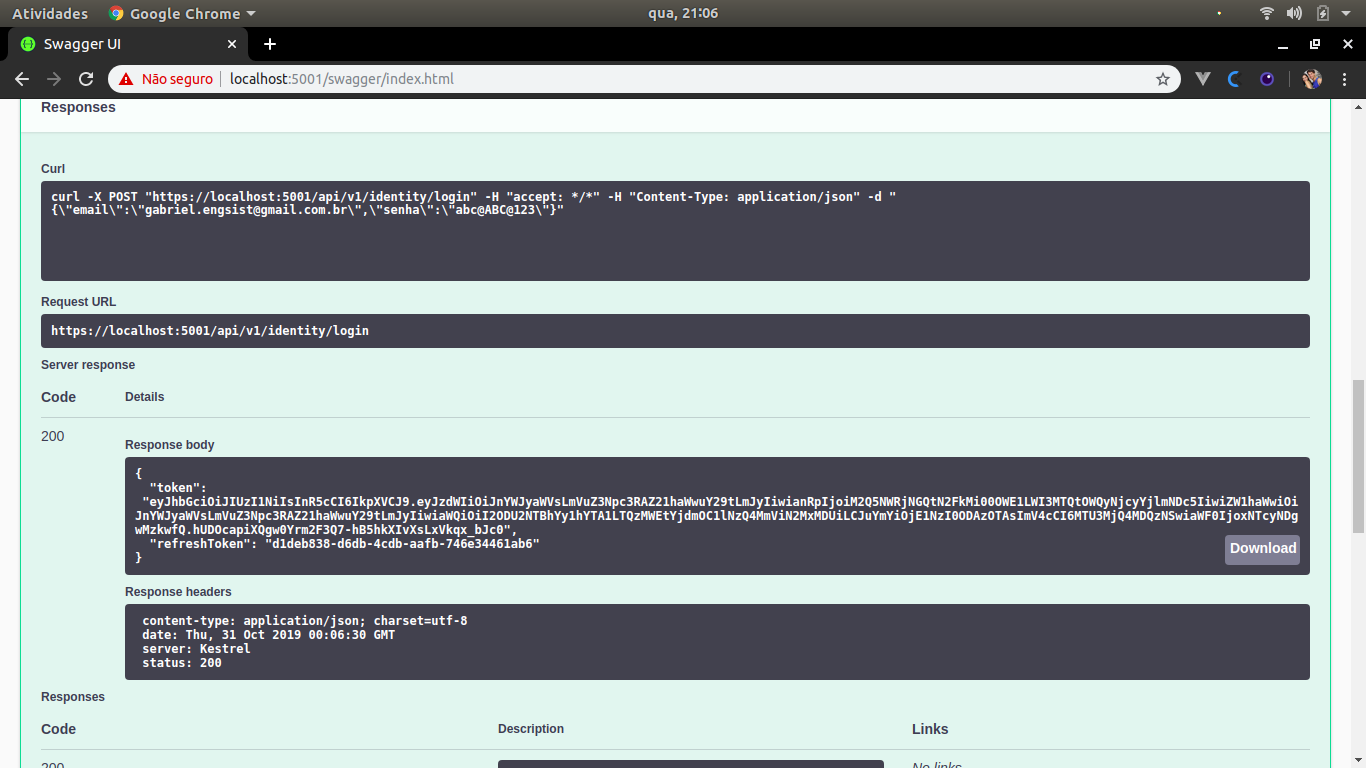 Atividades Google Chrome qua, 21:06
Swagger UI
Não seguro localhost:5001/swagger/index.html
Responses
Curl
curl -X POST "https://localhost:5001/api/v1/identity/login" -H "accept: */*" -H "Content-Type: application/json" -d "
{\"email\":\"gabriel.engsist@gmail.com.br\",\"senha\":\"abc@ABC@123\"}"
Request URL
https://localhost:5001/api/v1/identity/login
Server response
Code Details
200
Response body
{
"token":
"eyJhbGciOiJIUzI1NiIsInR5cCI6IkpXVCJ9.eyJzdWIiOiJnYWJyaWVsLmVuZ3Npc3RAZ21haWwuY29tLmJyIiwianRpIjoiM2Q5NWRjNGQtN2FkMi00OWE1LWI3MTQtOWQyNjcyYjlmNDc5IiwiZW1haWwiOi
JnYWJyaWVsLmVuZ3Npc3RAZ21haWwuY29tLmJyIiwiaWQiOiI2ODU2NTBhYy1hYTA1LTQzMWEtYjdmOC1lNzQ4MmViN2MxMDUiLCJuYmYiOjE1NzI0ODAzOTAsImV4cCI6MTU3MjQ4MDQzNSwiaWF0IjoxNTcyNDg
wMzkwfQ.hUDOcapiXQgw0Yrm2F3Q7-hB5hkXIvXsLxVkqx_bJc0",
"refreshToken": "d1deb838-d6db-4cdb-aafb-746e34461ab6"
}
Download
Response headers
content-type: application/json; charset=utf-8
date: Thu, 31 Oct 2019 00:06:30 GMT
server: Kestrel
status: 200
Responses
Code Description Links
200 No links